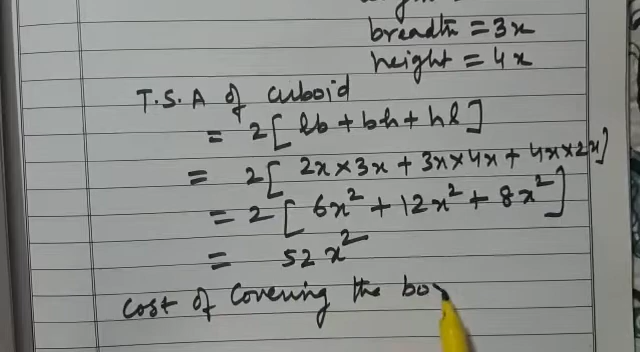 breadth = 3x
height = 4x
T.S.A of cuboid
= 2[lb + bh + hl]
= 2[2x×3x + 3x×4x + 4x×2x]
= 2[6x² + 12x² + 8x²]
= 52x²
cost of Covering the box